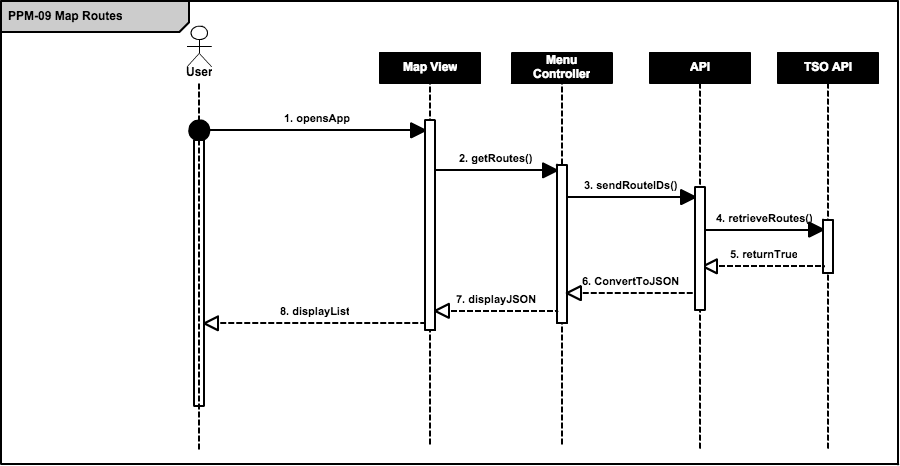 PPM-09 Map Routes
User
Map View
Menu
Controller
API
TSO API
1. opensApp
2. getRoutes()
3. sendRouteIDs()
4. retrieveRoutes()
5. returnTrue
6. ConvertToJSON
7. displayJSON
8. displayList